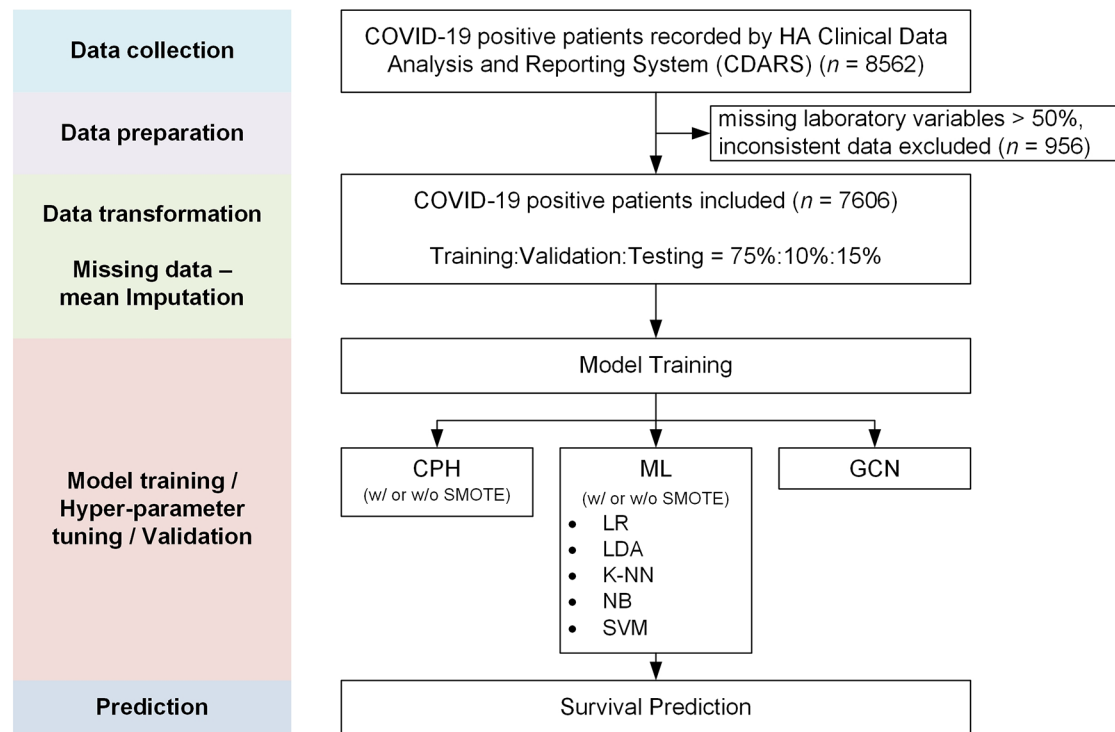 Data collection
COVID-19 positive patients recorded by HA Clinical Data
Analysis and Reporting System (CDARS) (n = 8562)
Data preparation
missing laboratory variables > 50%,
inconsistent data excluded (n = 956)
Data transformation
Missing data –
mean Imputation
COVID-19 positive patients included (n = 7606)
Training:Validation:Testing = 75%:10%:15%
Model training /
Hyper-parameter
tuning / Validation
Model Training
CPH
(w/ or w/o SMOTE)
ML
(w/ or w/o SMOTE)
• LR
• LDA
• K-NN
• NB
• SVM
GCN
Prediction
Survival Prediction